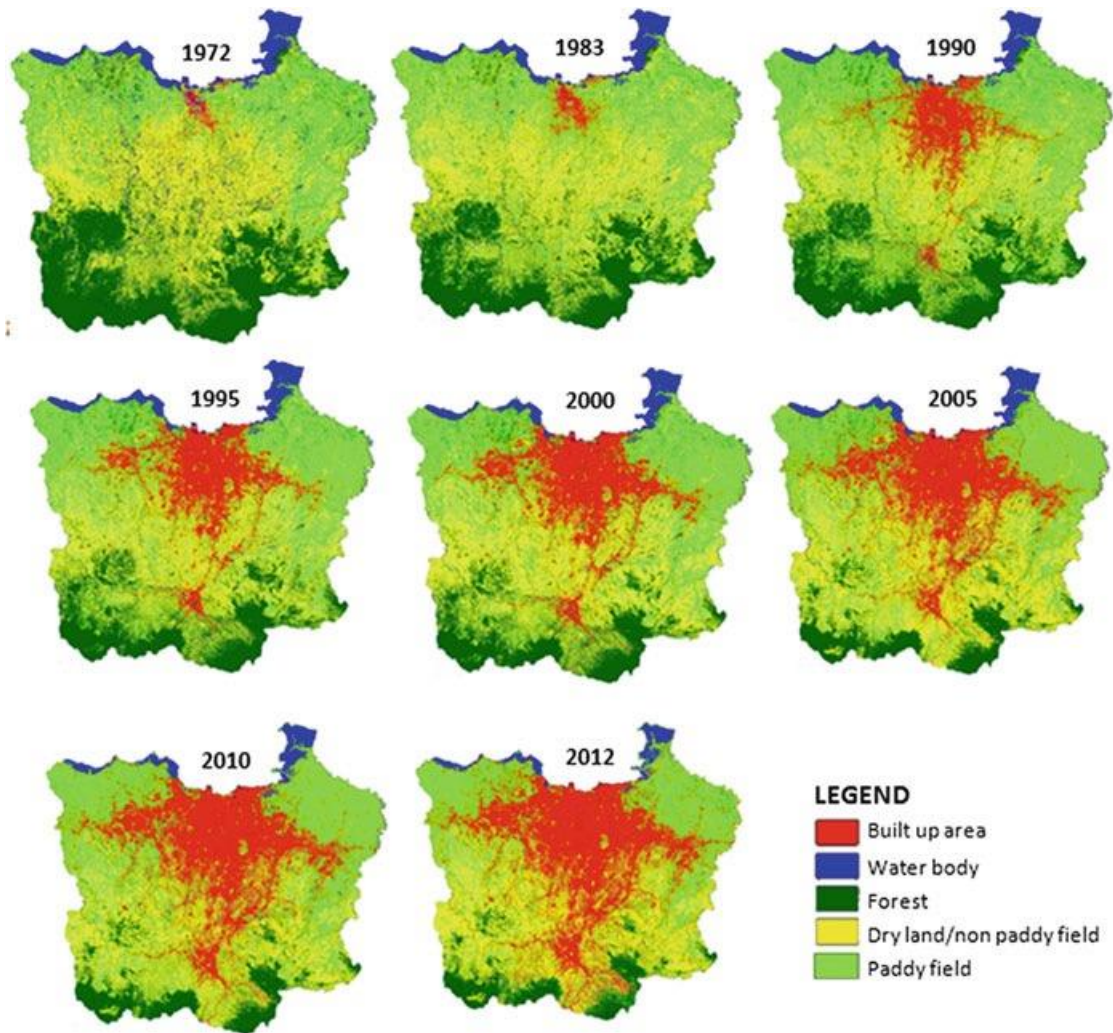 1972
1983
1990
1995
2000
2005
2010
2012
LEGEND
Built up area
Water body
Forest
Dry land/non paddy field
Paddy field